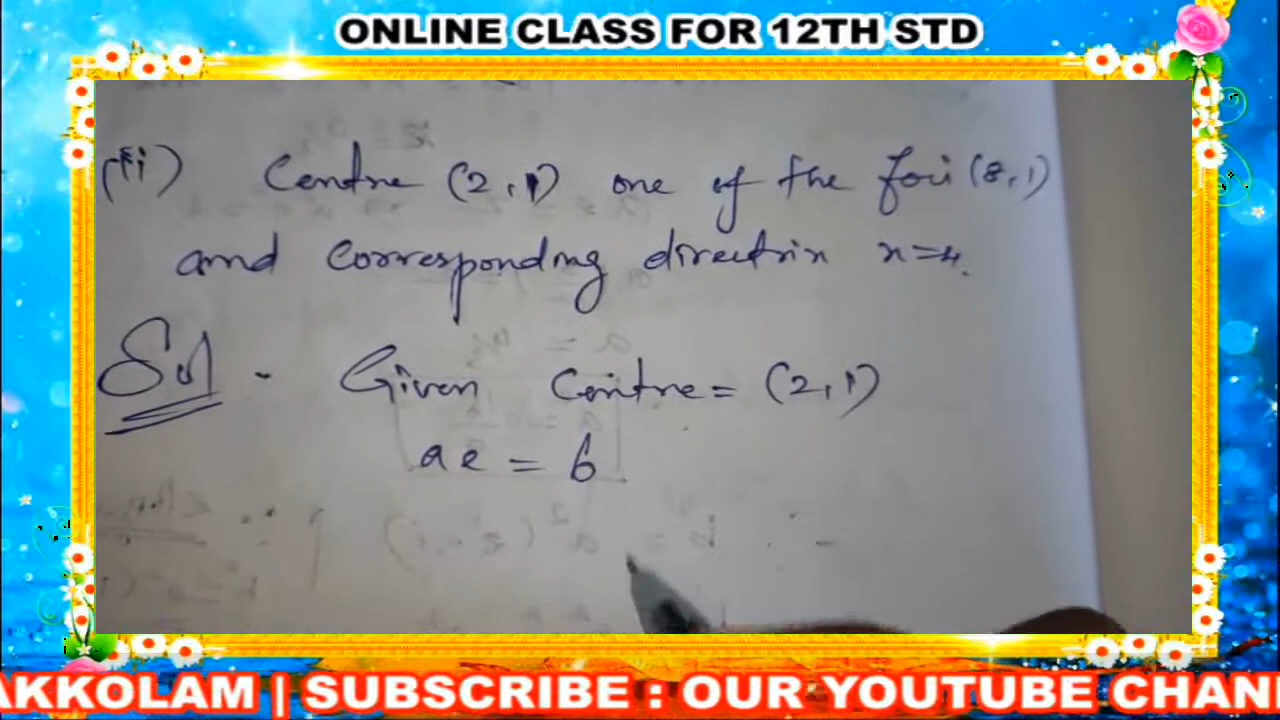 ONLINE CLASS FOR 12TH STD
(ii) Centre (2,1) one of the foci (8,1)
and corresponding directrix x=4.
Sol - Given Centre = (2,1)
ae = 6
AKKOLAM | SUBSCRIBE : OUR YOUTUBE CHAN